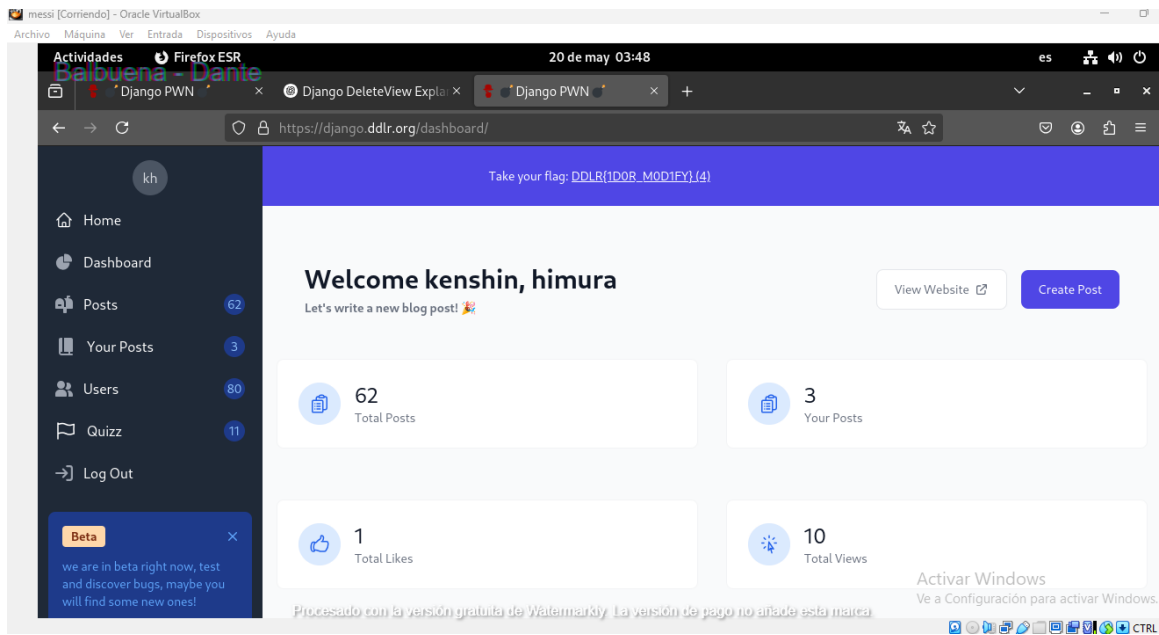 messi [Corriendo] - Oracle VirtualBox
Archivo Máquina Ver Entrada Dispositivos Ayuda
Actividades Firefox ESR 20 de may 03:48 es
Balbuena - Dante
Django PWN Django DeleteView Explai Django PWN
https://django.ddlr.org/dashboard/
kh
Home
Dashboard
Posts 62
Your Posts 3
Users 80
Quizz 11
Log Out
Beta
we are in beta right now, test
and discover bugs, maybe you
will find some new ones!
Take your flag: DDLR{1D0R_M0D1FY} (4)
Welcome kenshin, himura
Let's write a new blog post! 🎉
View Website
Create Post
62
Total Posts
3
Your Posts
1
Total Likes
10
Total Views
Activar Windows
Ve a Configuración para activar Windows.
Procesado con la versión gratuita de Watermarkly. La versión de pago no añade esta marca.
CTRL